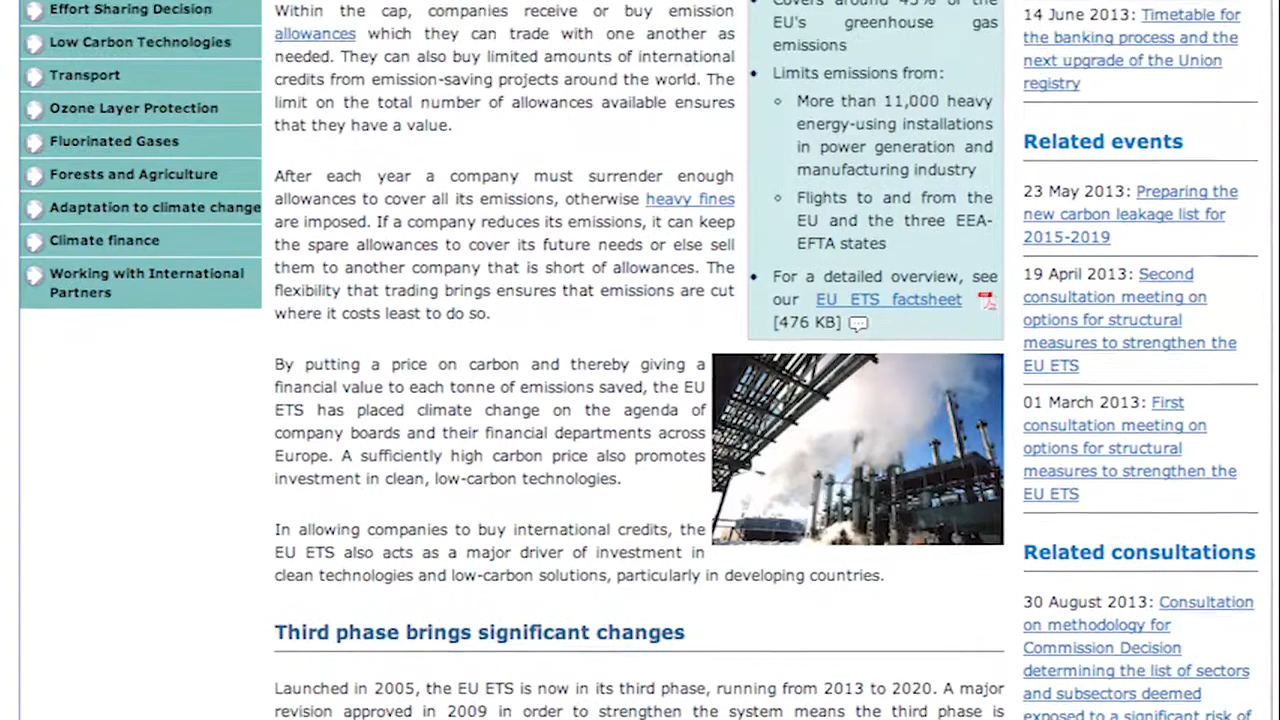 Effort Sharing Decision
Low Carbon Technologies
Transport
Ozone Layer Protection
Fluorinated Gases
Forests and Agriculture
Adaptation to climate change
Climate finance
Working with International
Partners
Within the cap, companies receive or buy emission
allowances which they can trade with one another as
needed. They can also buy limited amounts of international
credits from emission-saving projects around the world. The
limit on the total number of allowances available ensures
that they have a value.
After each year a company must surrender enough
allowances to cover all its emissions, otherwise heavy fines
are imposed. If a company reduces its emissions, it can keep
the spare allowances to cover its future needs or else sell
them to another company that is short of allowances. The
flexibility that trading brings ensures that emissions are cut
where it costs least to do so.
By putting a price on carbon and thereby giving a
financial value to each tonne of emissions saved, the EU
ETS has placed climate change on the agenda of
company boards and their financial departments across
Europe. A sufficiently high carbon price also promotes
investment in clean, low-carbon technologies.
In allowing companies to buy international credits, the
EU ETS also acts as a major driver of investment in
clean technologies and low-carbon solutions, particularly in developing countries.
Third phase brings significant changes
Launched in 2005, the EU ETS is now in its third phase, running from 2013 to 2020. A major
revision approved in 2009 in order to strengthen the system means the third phase is
Covers around 45% of the
EU's greenhouse gas
emissions
Limits emissions from:
More than 11,000 heavy
energy-using installations
in power generation and
manufacturing industry
Flights to and from the
EU and the three EEA-
EFTA states
For a detailed overview, see
our EU ETS factsheet
[476 KB]
14 June 2013: Timetable for
the banking process and the
next upgrade of the Union
registry
Related events
23 May 2013: Preparing the
new carbon leakage list for
2015-2019
19 April 2013: Second
consultation meeting on
options for structural
measures to strengthen the
EU ETS
01 March 2013: First
consultation meeting on
options for structural
measures to strengthen the
EU ETS
Related consultations
30 August 2013: Consultation
on methodology for
Commission Decision
determining the list of sectors
and subsectors deemed
exposed to a significant risk of